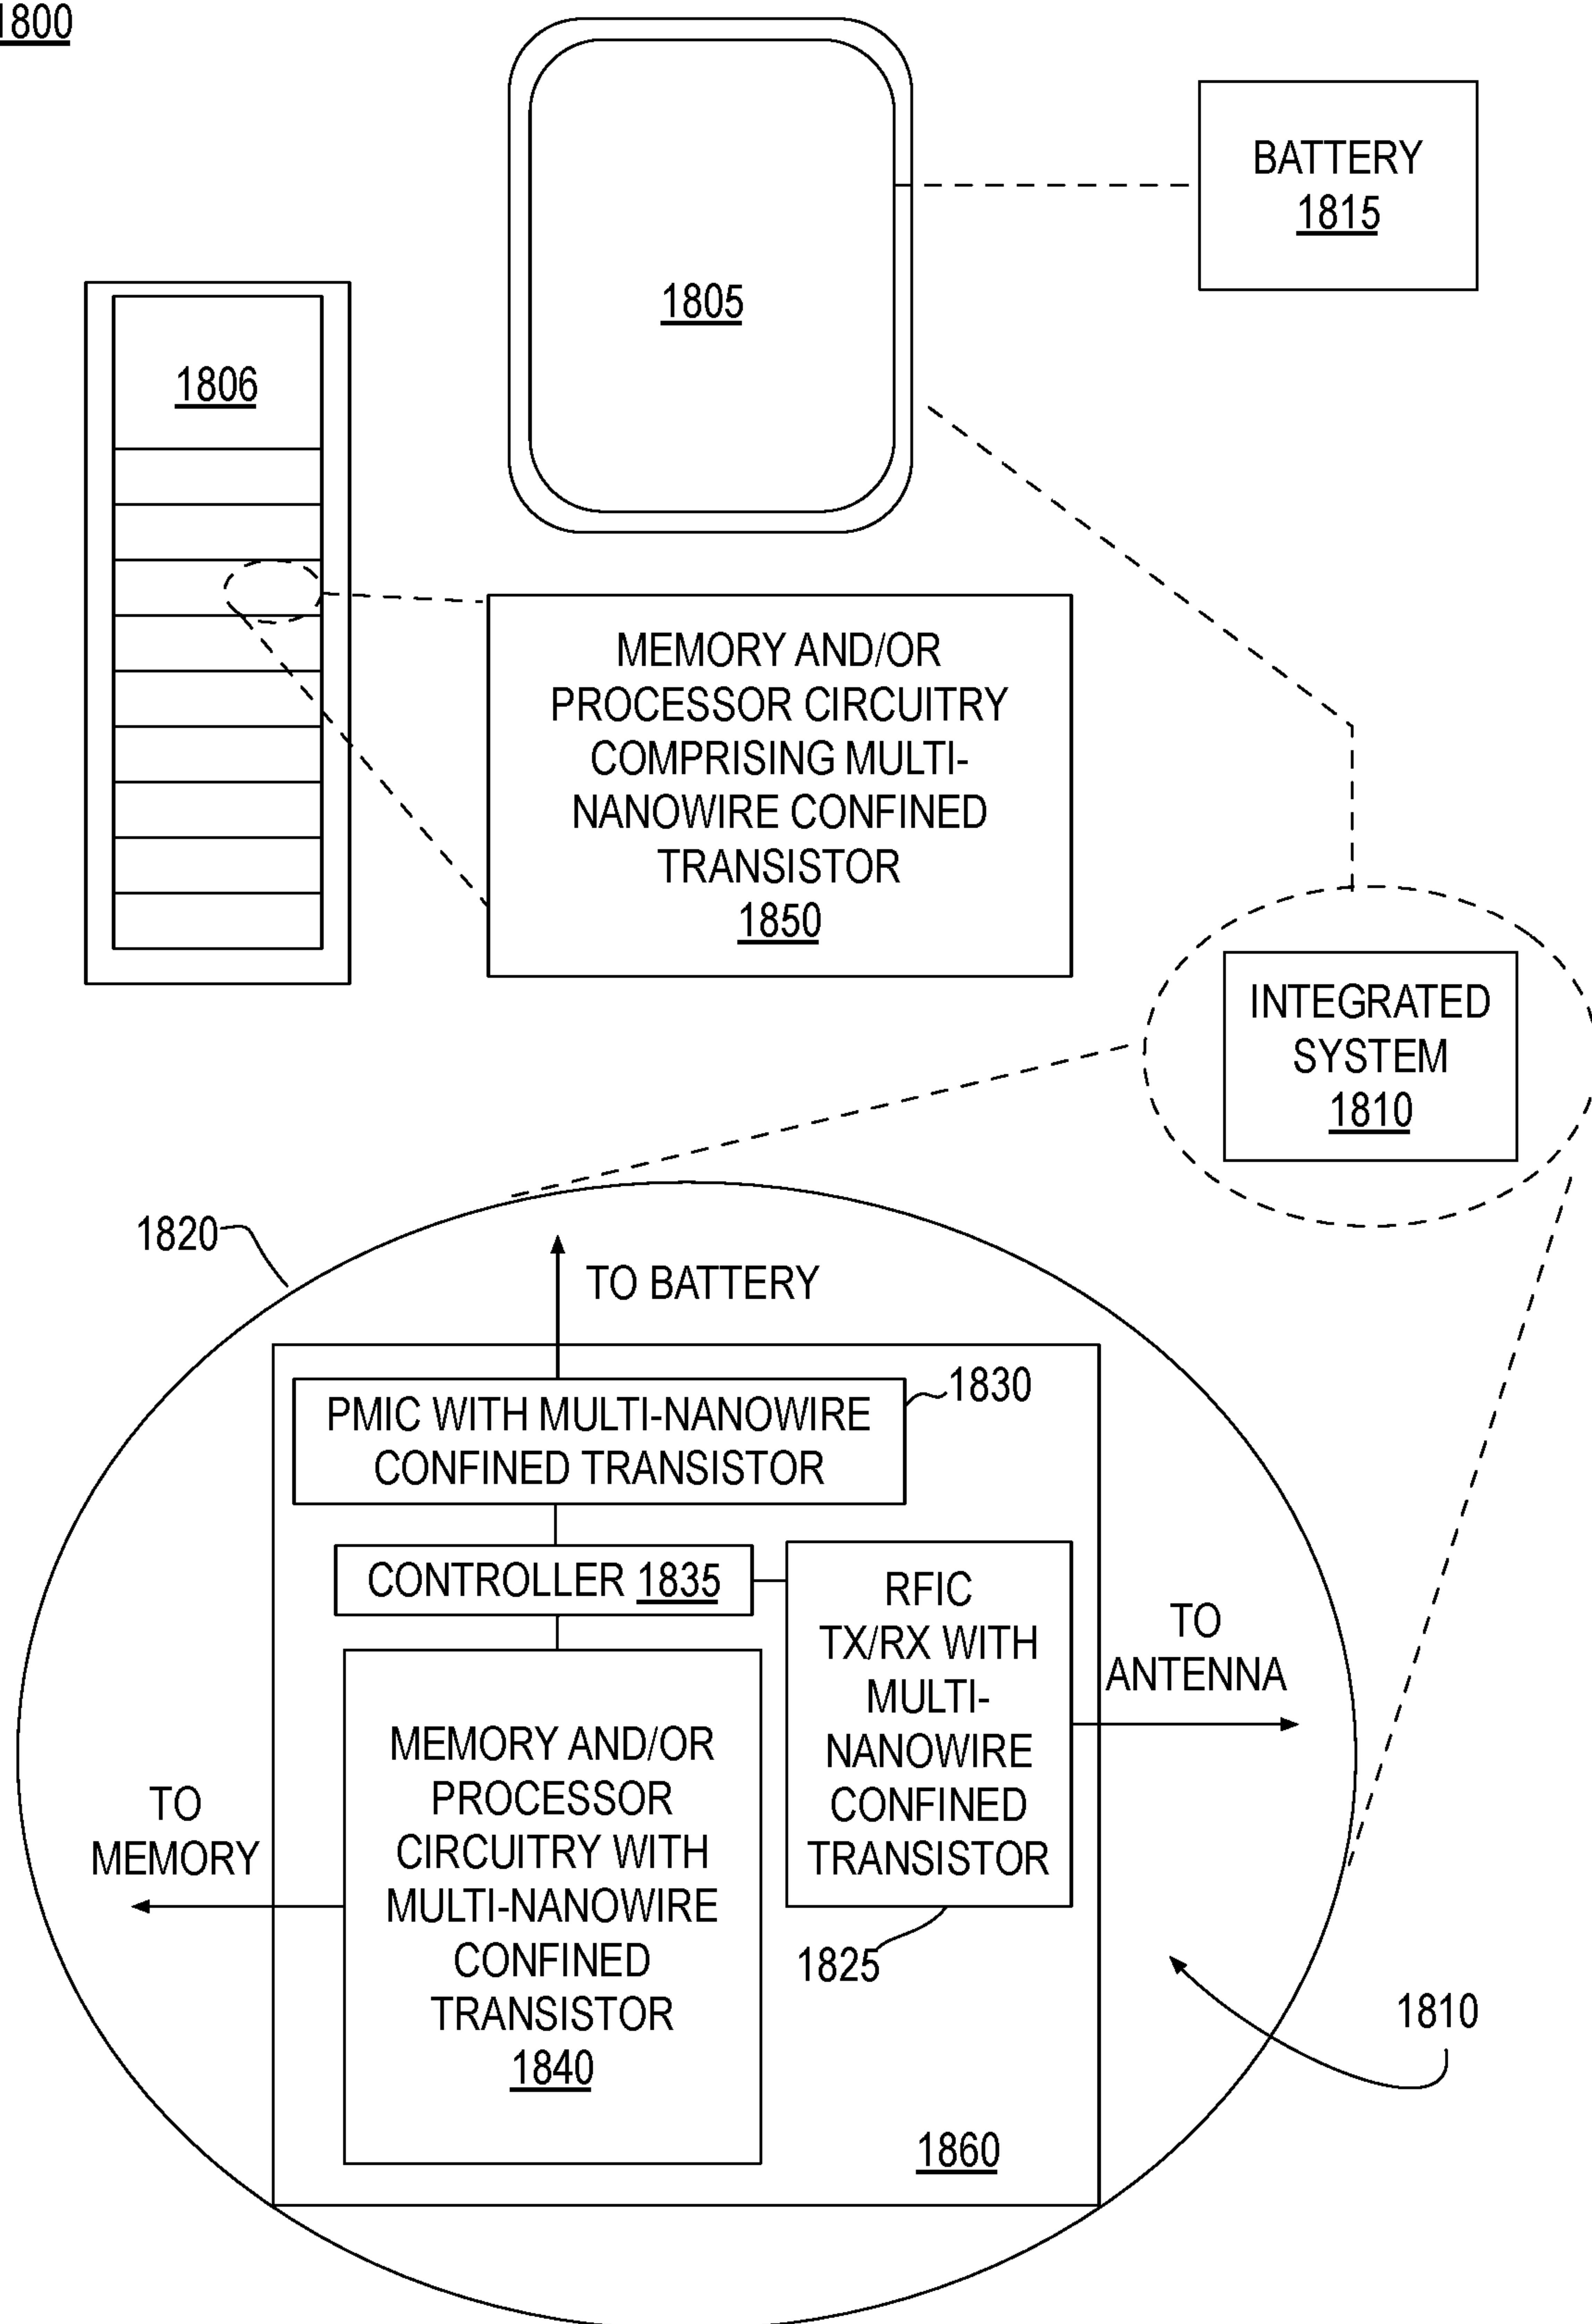 1800
1805
BATTERY
1815
1806
MEMORY AND/OR
PROCESSOR CIRCUITRY
COMPRISING MULTI-
NANOWIRE CONFINED
TRANSISTOR
1850
INTEGRATED
SYSTEM
1810
1820
TO BATTERY
1830
PMIC WITH MULTI-NANOWIRE
CONFINED TRANSISTOR
CONTROLLER 1835
RFIC
TX/RX WITH
MULTI-
NANOWIRE
CONFINED
TRANSISTOR
1825
TO
ANTENNA
MEMORY AND/OR
PROCESSOR
CIRCUITRY WITH
MULTI-NANOWIRE
CONFINED
TRANSISTOR
1840
TO
MEMORY
1810
1860